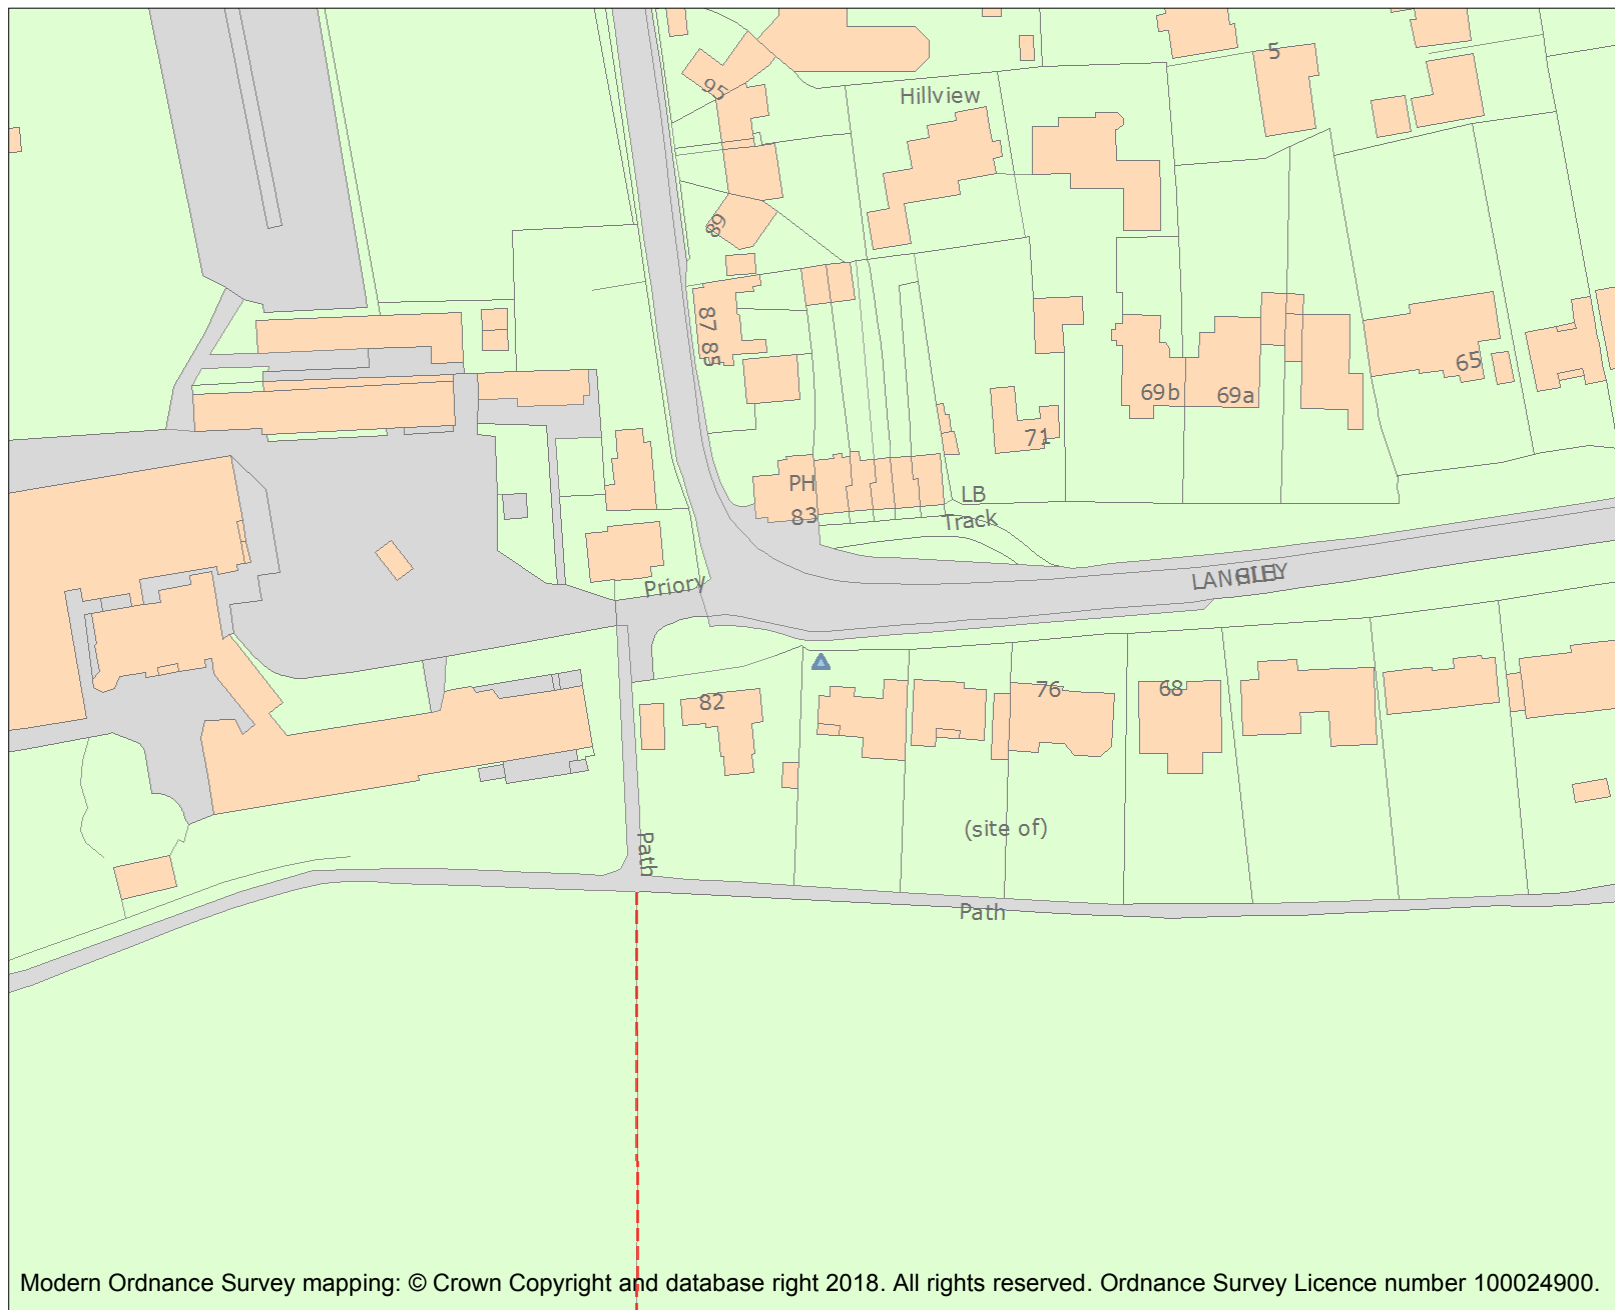 5
95
Hillview
89
87
85
65
69b
69a
71
PH
LB
83
Track
LANGLEY
HILL
Priory
82
76
68
(site of)
Path
Path
Modern Ordnance Survey mapping: © Crown Copyright and database right 2018. All rights reserved. Ordnance Survey Licence number 100024900.